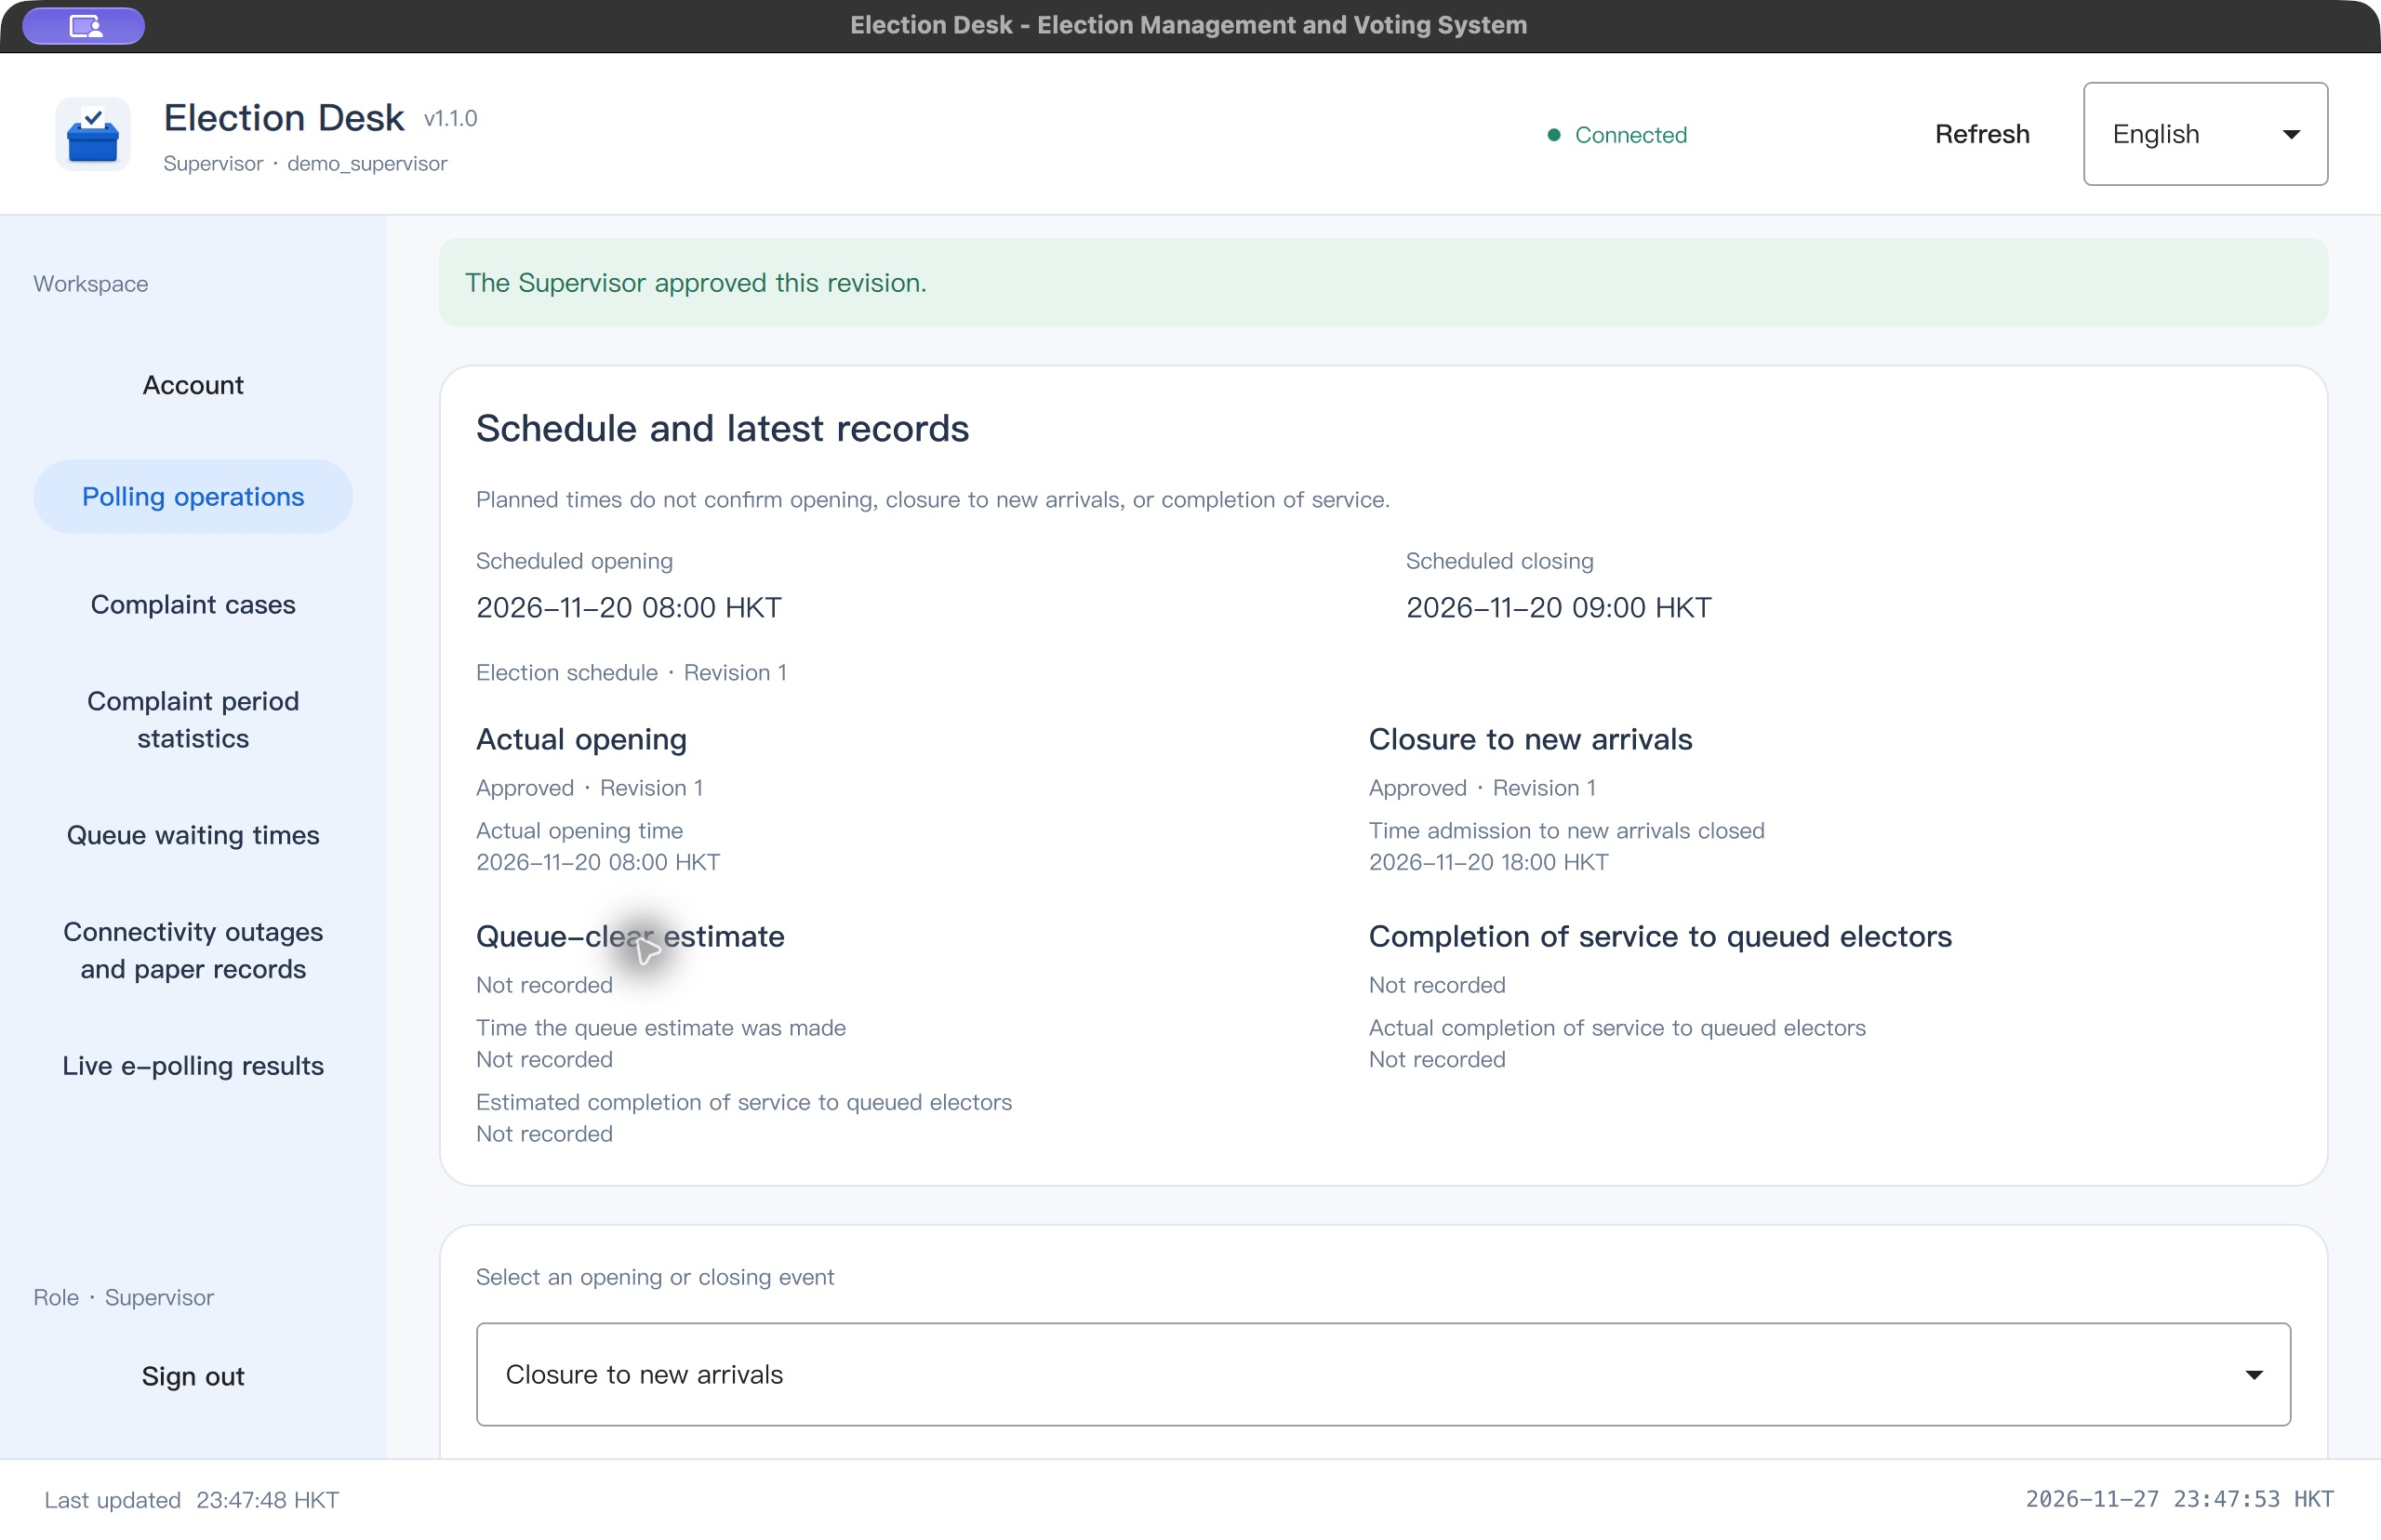 Election Desk - Election Management and Voting System
Election Desk v1.1.0
Supervisor · demo_supervisor
Connected
Refresh
English
Workspace
Account
Polling operations
Complaint cases
Complaint period
statistics
Queue waiting times
Connectivity outages
and paper records
Live e-polling results
Role · Supervisor
Sign out
The Supervisor approved this revision.
Schedule and latest records
Planned times do not confirm opening, closure to new arrivals, or completion of service.
Scheduled opening
2026-11-20 08:00 HKT
Scheduled closing
2026-11-20 09:00 HKT
Election schedule · Revision 1
Actual opening
Approved · Revision 1
Actual opening time
2026-11-20 08:00 HKT
Closure to new arrivals
Approved · Revision 1
Time admission to new arrivals closed
2026-11-20 18:00 HKT
Queue-clear estimate
Not recorded
Time the queue estimate was made
Not recorded
Estimated completion of service to queued electors
Not recorded
Completion of service to queued electors
Not recorded
Actual completion of service to queued electors
Not recorded
Select an opening or closing event
Closure to new arrivals
Last updated 23:47:48 HKT
2026-11-27 23:47:53 HKT